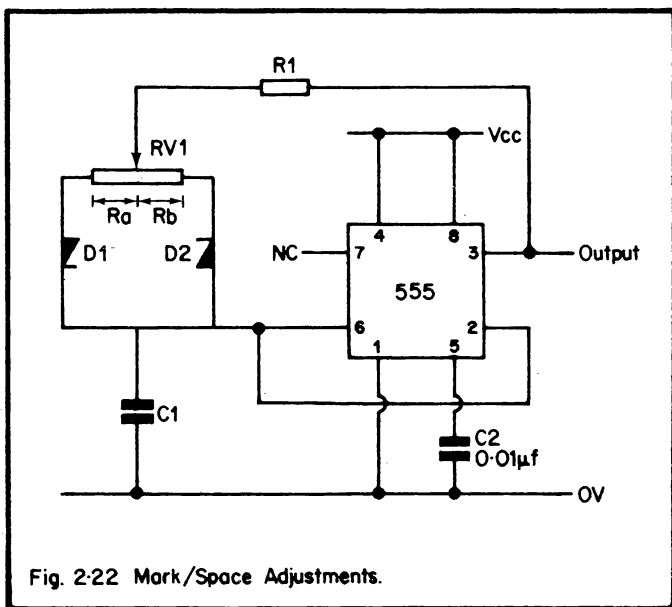 R1
Vcc
RV1
Ra Rb
4 8
D1 D2
NC 7 3 Output
555
6 2
1 5
C1
C2
0·01µf
0V
Fig. 2·22 Mark/Space Adjustments.